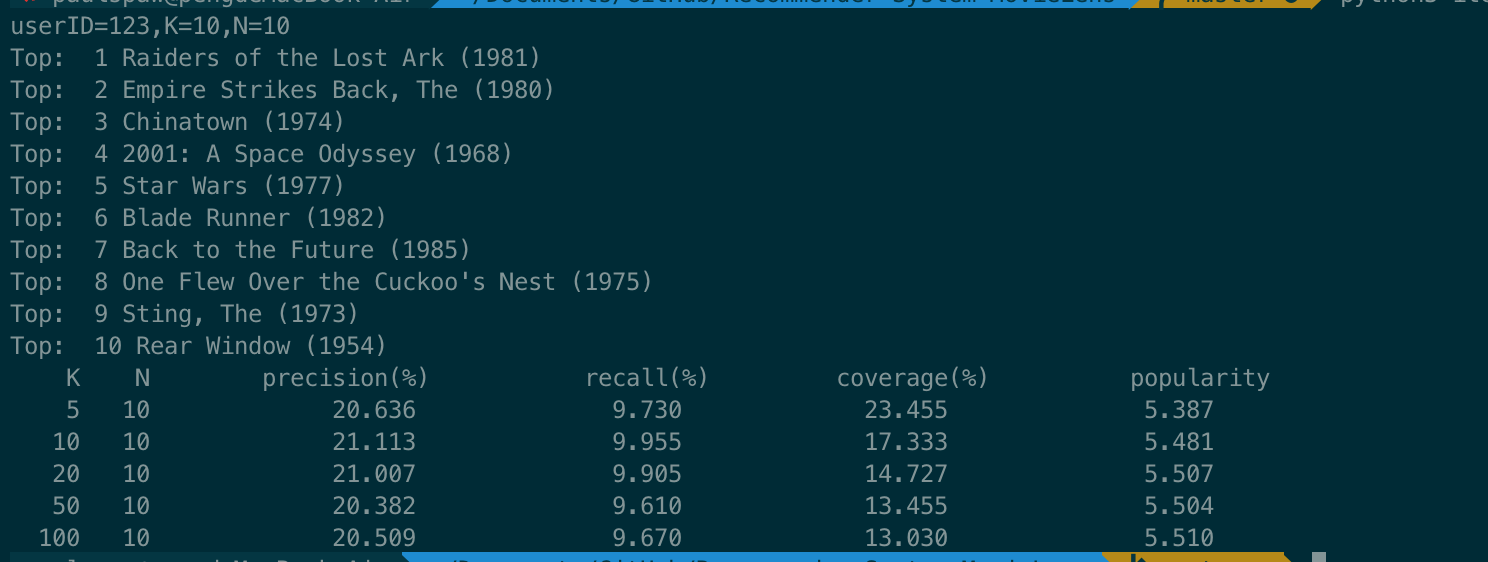 userID=123,K=10,N=10
Top:  1 Raiders of the Lost Ark (1981)
Top:  2 Empire Strikes Back, The (1980)
Top:  3 Chinatown (1974)
Top:  4 2001: A Space Odyssey (1968)
Top:  5 Star Wars (1977)
Top:  6 Blade Runner (1982)
Top:  7 Back to the Future (1985)
Top:  8 One Flew Over the Cuckoo's Nest (1975)
Top:  9 Sting, The (1973)
Top:  10 Rear Window (1954)
K N precision(%) recall(%) coverage(%) popularity
5 10 20.636 9.730 23.455 5.387
10 10 21.113 9.955 17.333 5.481
20 10 21.007 9.905 14.727 5.507
50 10 20.382 9.610 13.455 5.504
100 10 20.509 9.670 13.030 5.510